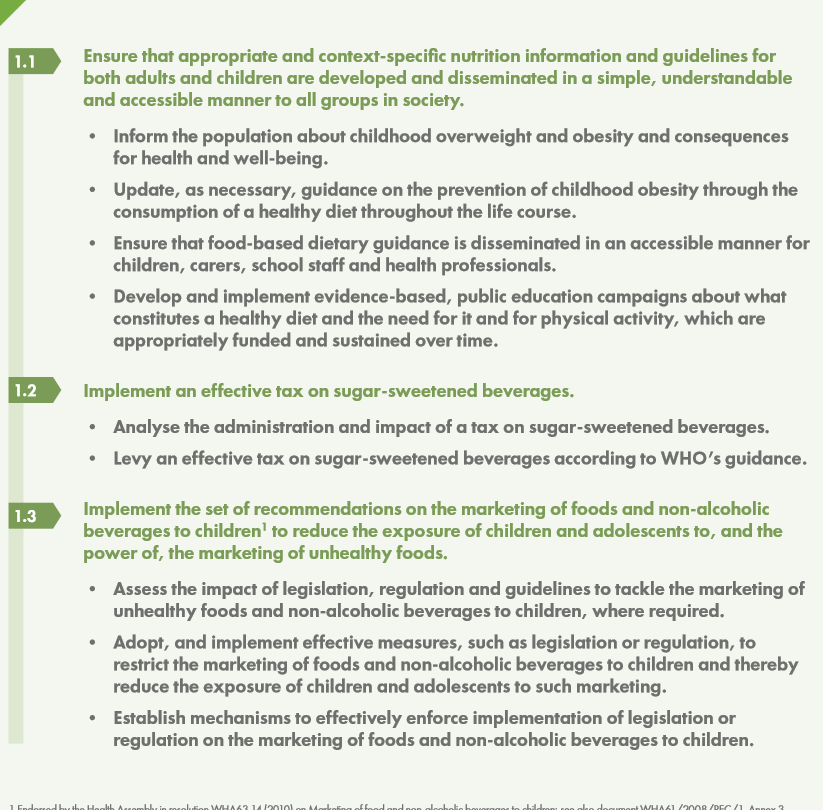 1.1
Ensure that appropriate and context-specific nutrition information and guidelines for
both adults and children are developed and disseminated in a simple, understandable
and accessible manner to all groups in society.
• Inform the population about childhood overweight and obesity and consequences
for health and well-being.
• Update, as necessary, guidance on the prevention of childhood obesity through the
consumption of a healthy diet throughout the life course.
• Ensure that food-based dietary guidance is disseminated in an accessible manner for
children, carers, school staff and health professionals.
• Develop and implement evidence-based, public education campaigns about what
constitutes a healthy diet and the need for it and for physical activity, which are
appropriately funded and sustained over time.
1.2
Implement an effective tax on sugar-sweetened beverages.
• Analyse the administration and impact of a tax on sugar-sweetened beverages.
• Levy an effective tax on sugar-sweetened beverages according to WHO's guidance.
1.3
Implement the set of recommendations on the marketing of foods and non-alcoholic
beverages to children¹ to reduce the exposure of children and adolescents to, and the
power of, the marketing of unhealthy foods.
• Assess the impact of legislation, regulation and guidelines to tackle the marketing of
unhealthy foods and non-alcoholic beverages to children, where required.
• Adopt, and implement effective measures, such as legislation or regulation, to
restrict the marketing of foods and non-alcoholic beverages to children and thereby
reduce the exposure of children and adolescents to such marketing.
• Establish mechanisms to effectively enforce implementation of legislation or
regulation on the marketing of foods and non-alcoholic beverages to children.
1 Endorsed by the Health Assembly in resolution WHA63.14 (2010) on Marketing of food and non-alcoholic beverages to children; see also document WHA61/2008/REC/1, Annex 3